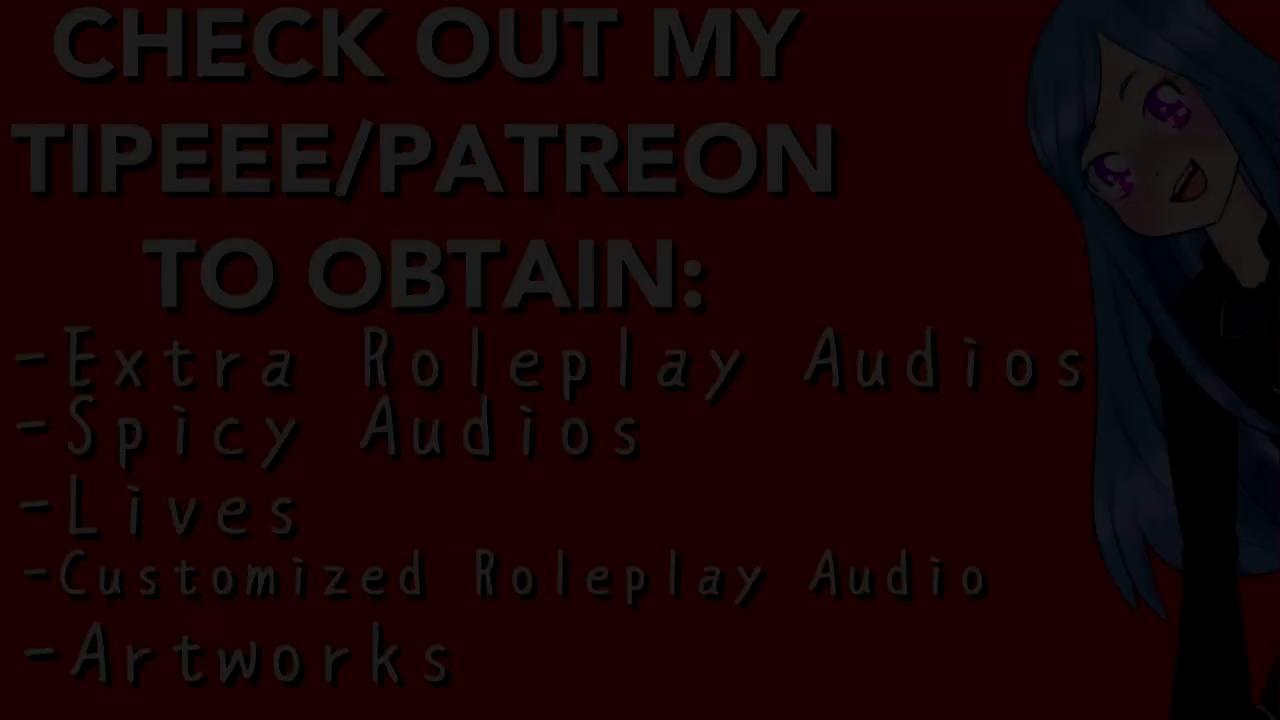 CHECK OUT MY
TIPEEE/PATREON
TO OBTAIN:
-Extra Roleplay Audios
-Spicy Audios
-Lives
-Customized Roleplay Audio
-Artworks